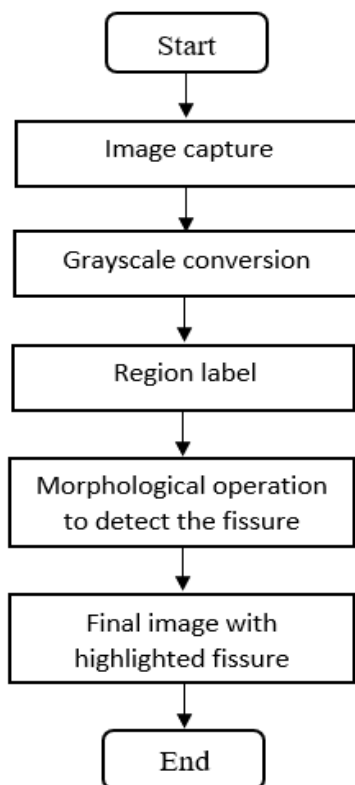 Start
Image capture
Grayscale conversion
Region label
Morphological operation
to detect the fissure
Final image with
highlighted fissure
End